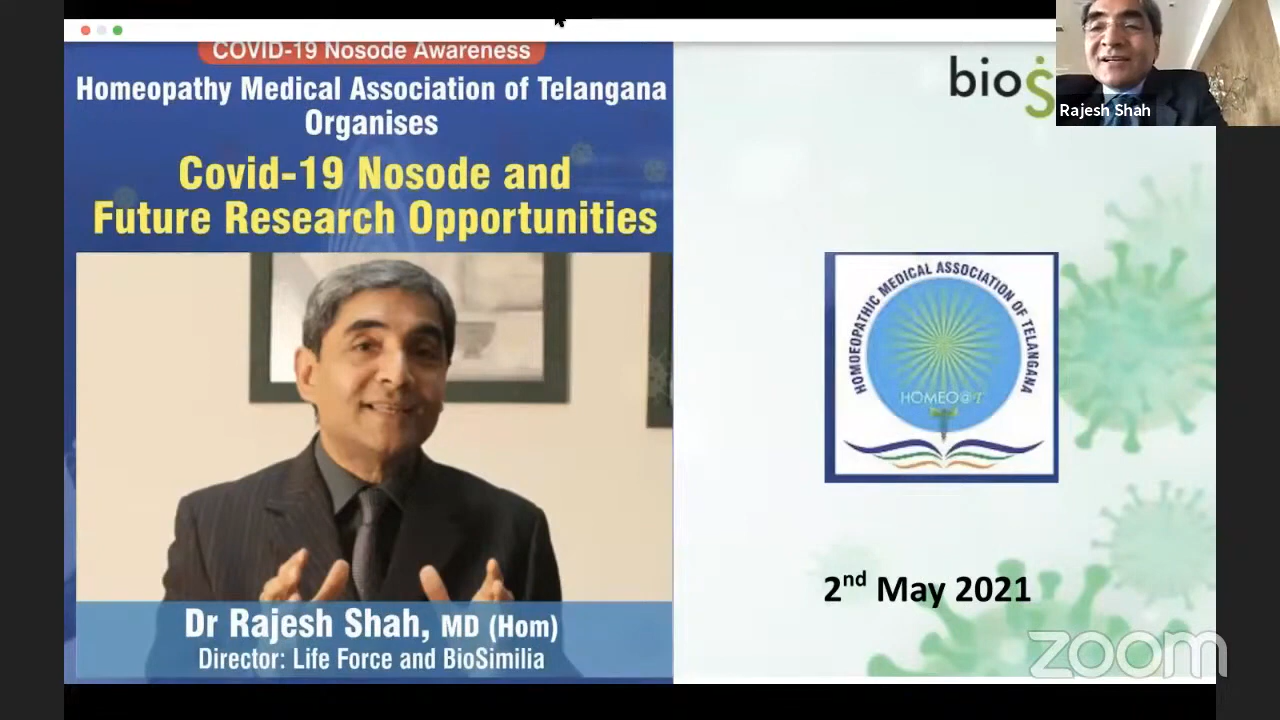 COVID-19 Nosode Awareness
Homeopathy Medical Association of Telangana
Organises
Covid-19 Nosode and
Future Research Opportunities
Dr Rajesh Shah, MD (Hom)
Director: Life Force and BioSimilia
bioS
Rajesh Shah
HOMOEOPATHIC MEDICAL ASSOCIATION OF TELANGANA
HOMEO@T
2nd May 2021
zoom